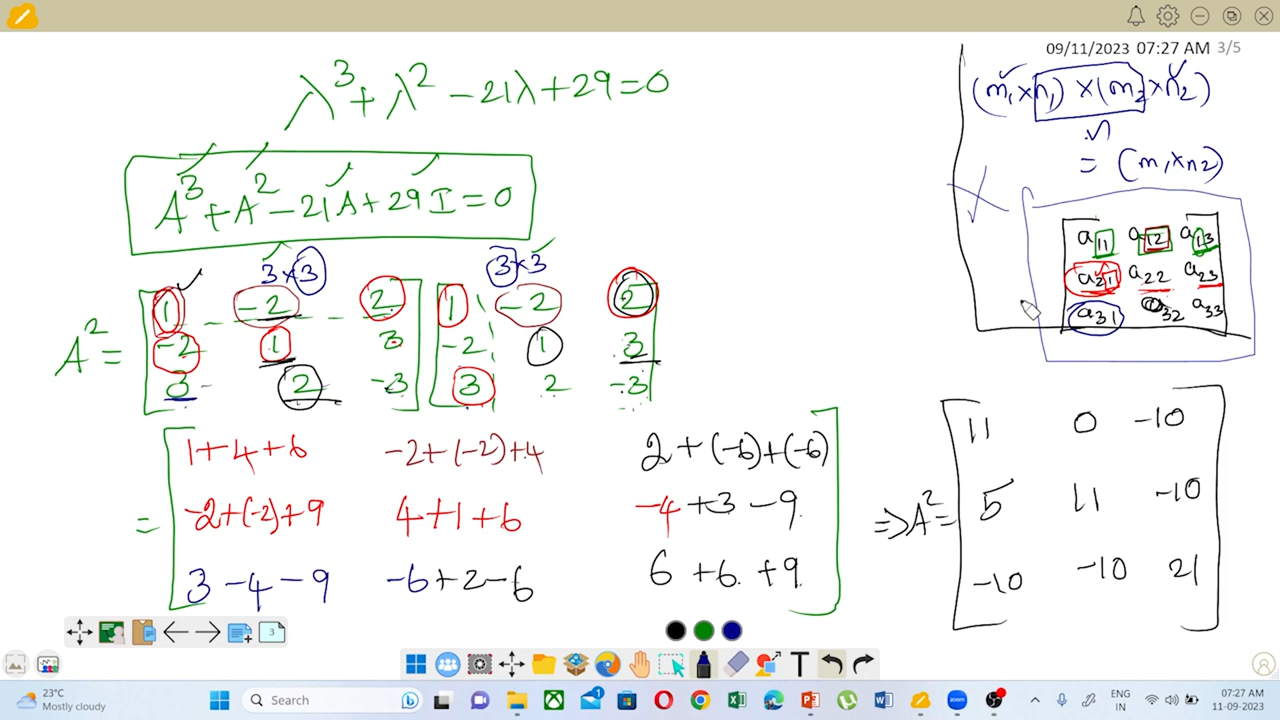 09/11/2023 07:27 AM 3/5
λ³ + λ² - 21λ + 29 = 0
A³ + A² - 21A + 29I = 0
(m₁ × n₁) × (m₂ × n₂)
= (m₁ × n₂)
a11 a12 a13
a21 a22 a23
a31 a32 a33
3×3 3×3
A² = [1 -2 2 [1 -2 2
-2 1 3 -2 1 3
3 2 -3] 3 2 -3]
= [1+4+6 -2+(-2)+4 2+(-6)+(-6)
-2+(-2)+9 4+1+6 -4+3-9
3-4-9 -6+2-6 6+6+9]
=> A² = [11 0 -10
5 11 -10
-10 -10 21]
3
T
23°C
Mostly cloudy
Search
ENG
IN
07:27 AM
11-09-2023